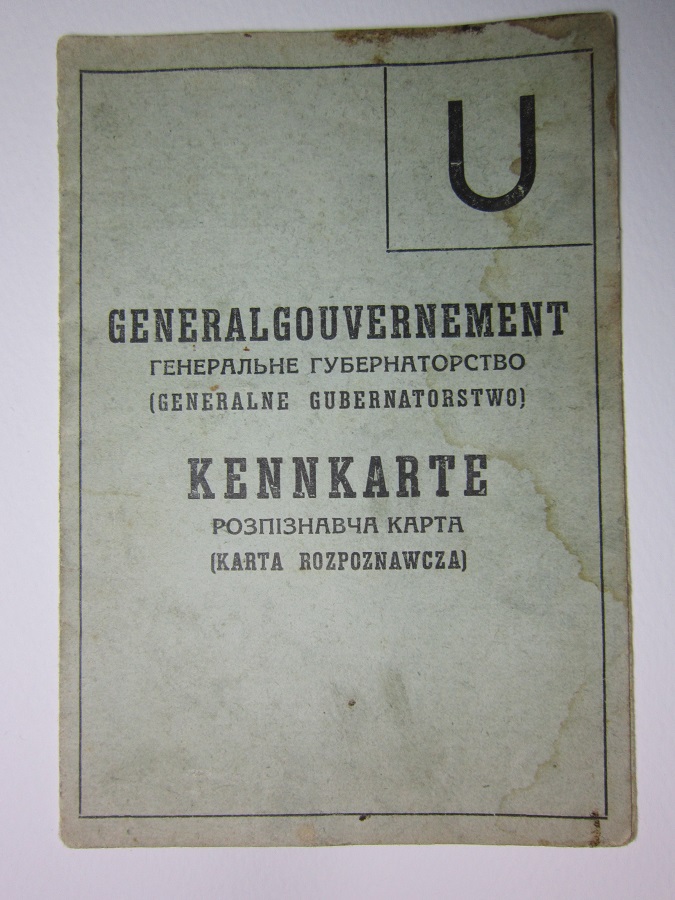 U
GENERALGOUVERNEMENT
ГЕНЕРАЛЬНЕ ГУБЕРНАТОРСТВО
(GENERALNE GUBERNATORSTWO)
KENNKARTE
РОЗПІЗНАВЧА КАРТА
(KARTA ROZPOZNAWCZA)